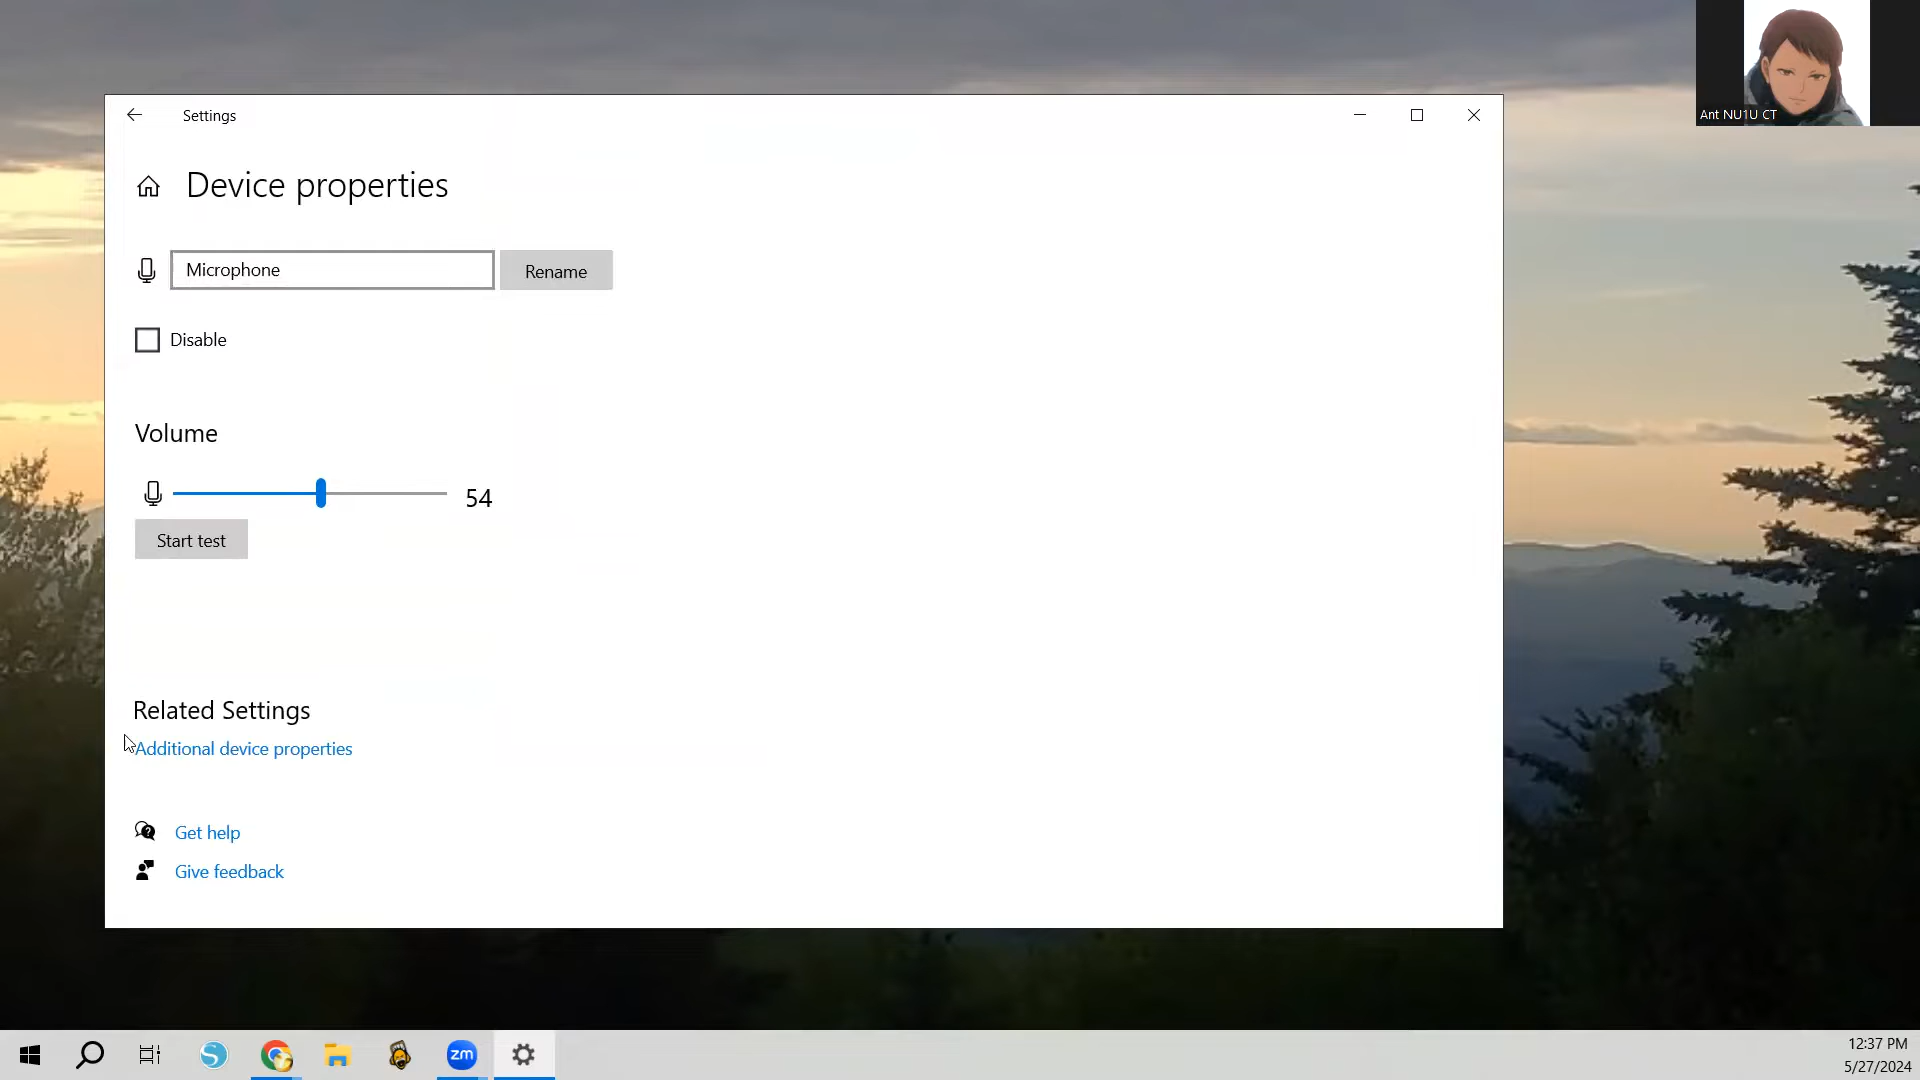 Settings
Ant NU1U CT
Device properties
Microphone
Rename
Disable
Volume
54
Start test
Related Settings
Additional device properties
Get help
Give feedback
zm
12:37 PM
5/27/2024